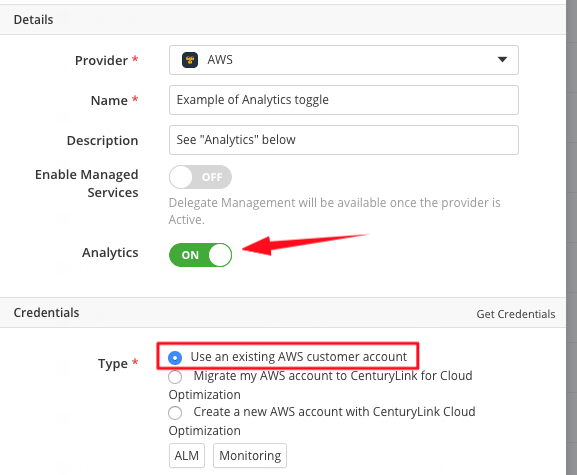 Details
Provider * AWS
Name * Example of Analytics toggle
Description See "Analytics" below
Enable Managed
Services
OFF
Delegate Management will be available once the provider is
Active.
Analytics ON
Credentials Get Credentials
Type * Use an existing AWS customer account
Migrate my AWS account to CenturyLink for Cloud
Optimization
Create a new AWS account with CenturyLink Cloud
Optimization
ALM Monitoring